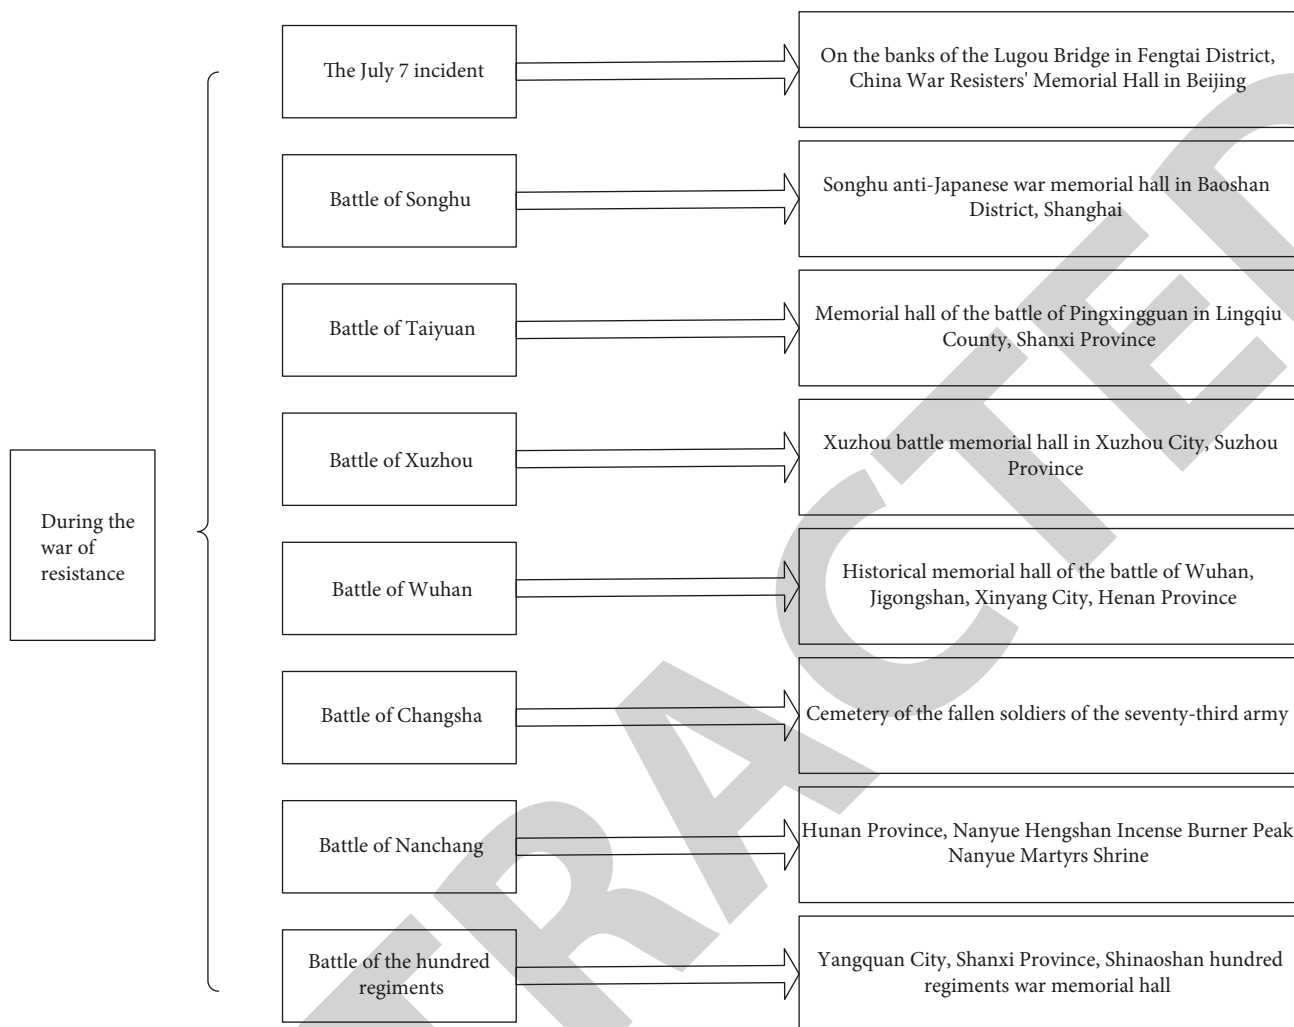 During the
war of
resistance
The July 7 incident
On the banks of the Lugou Bridge in Fengtai District,
China War Resisters' Memorial Hall in Beijing
Battle of Songhu
Songhu anti-Japanese war memorial hall in Baoshan
District, Shanghai
Battle of Taiyuan
Memorial hall of the battle of Pingxingguan in Lingqiu
County, Shanxi Province
Battle of Xuzhou
Xuzhou battle memorial hall in Xuzhou City, Suzhou
Province
Battle of Wuhan
Historical memorial hall of the battle of Wuhan,
Jigongshan, Xinyang City, Henan Province
Battle of Changsha
Cemetery of the fallen soldiers of the seventy-third army
Battle of Nanchang
Hunan Province, Nanyue Hengshan Incense Burner Peak
Nanyue Martyrs Shrine
Battle of the hundred
regiments
Yangquan City, Shanxi Province, Shinaoshan hundred
regiments war memorial hall
TRACTED